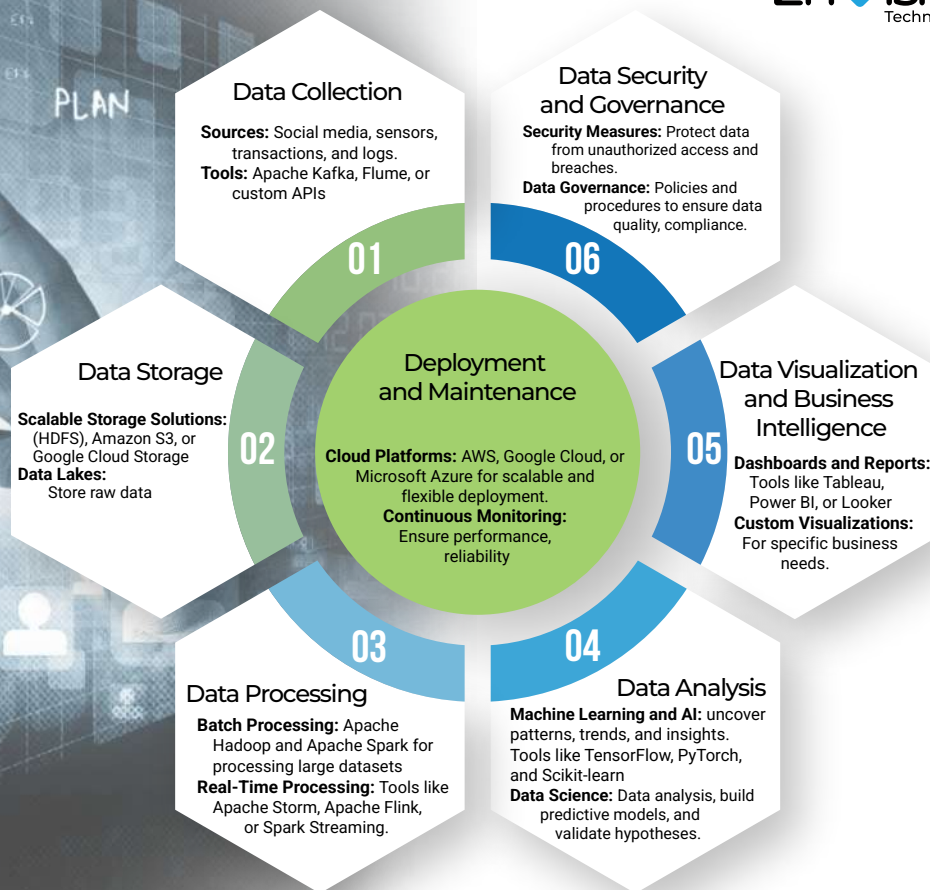 Techn
PLAN
Data Collection
Sources: Social media, sensors,
transactions, and logs.
Tools: Apache Kafka, Flume, or
custom APIs
01
Data Security
and Governance
Security Measures: Protect data
from unauthorized access and
breaches.
Data Governance: Policies and
procedures to ensure data
quality, compliance.
06
Data Storage
Scalable Storage Solutions:
(HDFS), Amazon S3, or
Google Cloud Storage
Data Lakes:
Store raw data
02
Deployment
and Maintenance
Cloud Platforms: AWS, Google Cloud, or
Microsoft Azure for scalable and
flexible deployment.
Continuous Monitoring:
Ensure performance,
reliability
05
Data Visualization
and Business
Intelligence
Dashboards and Reports:
Tools like Tableau,
Power BI, or Looker
Custom Visualizations:
For specific business
needs.
03
Data Processing
Batch Processing: Apache
Hadoop and Apache Spark for
processing large datasets
Real-Time Processing: Tools like
Apache Storm, Apache Flink,
or Spark Streaming.
04
Data Analysis
Machine Learning and AI: uncover
patterns, trends, and insights.
Tools like TensorFlow, PyTorch,
and Scikit-learn
Data Science: Data analysis, build
predictive models, and
validate hypotheses.